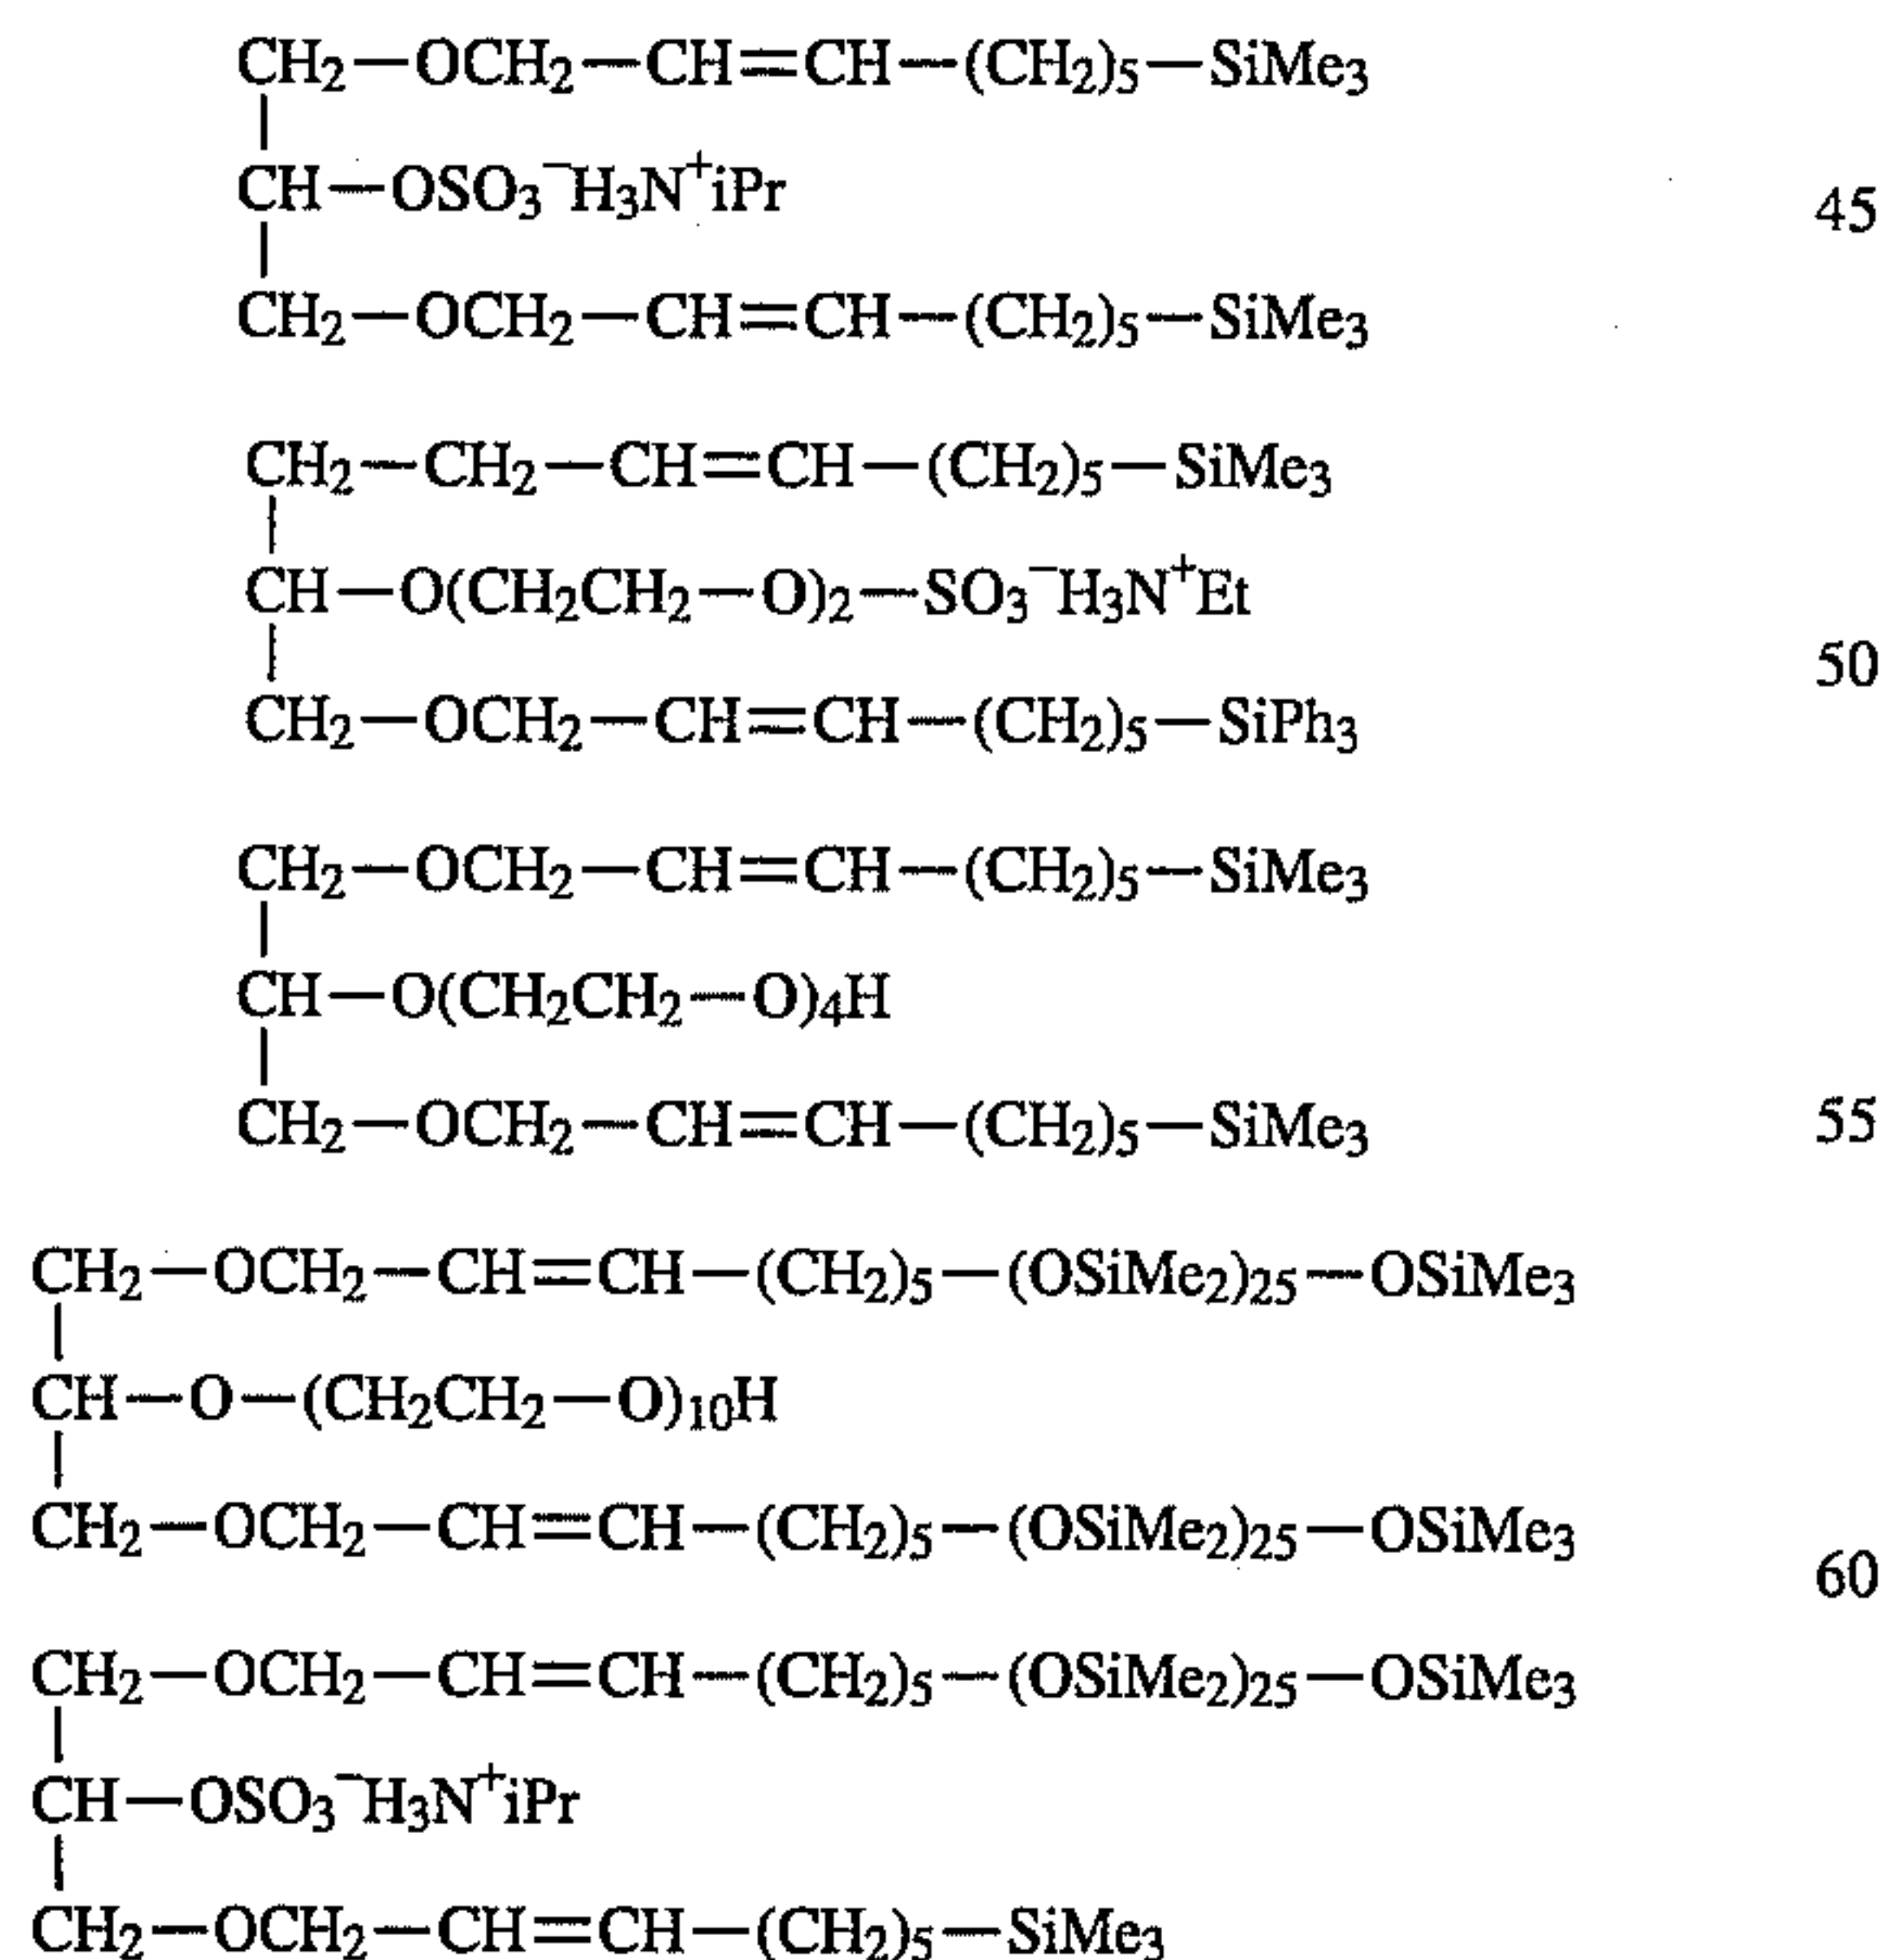 CH₂—OCH₂—CH=CH—(CH₂)₅—SiMe₃
CH—OSO₃⁻H₃N⁺iPr
45
CH₂—OCH₂—CH=CH—(CH₂)₅—SiMe₃
CH₂—CH₂—CH=CH—(CH₂)₅—SiMe₃
CH—O(CH₂CH₂—O)₂—SO₃⁻H₃N⁺Et
50
CH₂—OCH₂—CH=CH—(CH₂)₅—SiPh₃
CH₂—OCH₂—CH=CH—(CH₂)₅—SiMe₃
CH—O(CH₂CH₂—O)₄H
CH₂—OCH₂—CH=CH—(CH₂)₅—SiMe₃
55
CH₂—OCH₂—CH=CH—(CH₂)₅—(OSiMe₂)₂₅—OSiMe₃
CH—O—(CH₂CH₂—O)₁₀H
CH₂—OCH₂—CH=CH—(CH₂)₅—(OSiMe₂)₂₅—OSiMe₃
60
CH₂—OCH₂—CH=CH—(CH₂)₅—(OSiMe₂)₂₅—OSiMe₃
CH—OSO₃⁻H₃N⁺iPr
CH₂—OCH₂—CH=CH—(CH₂)₅—SiMe₃